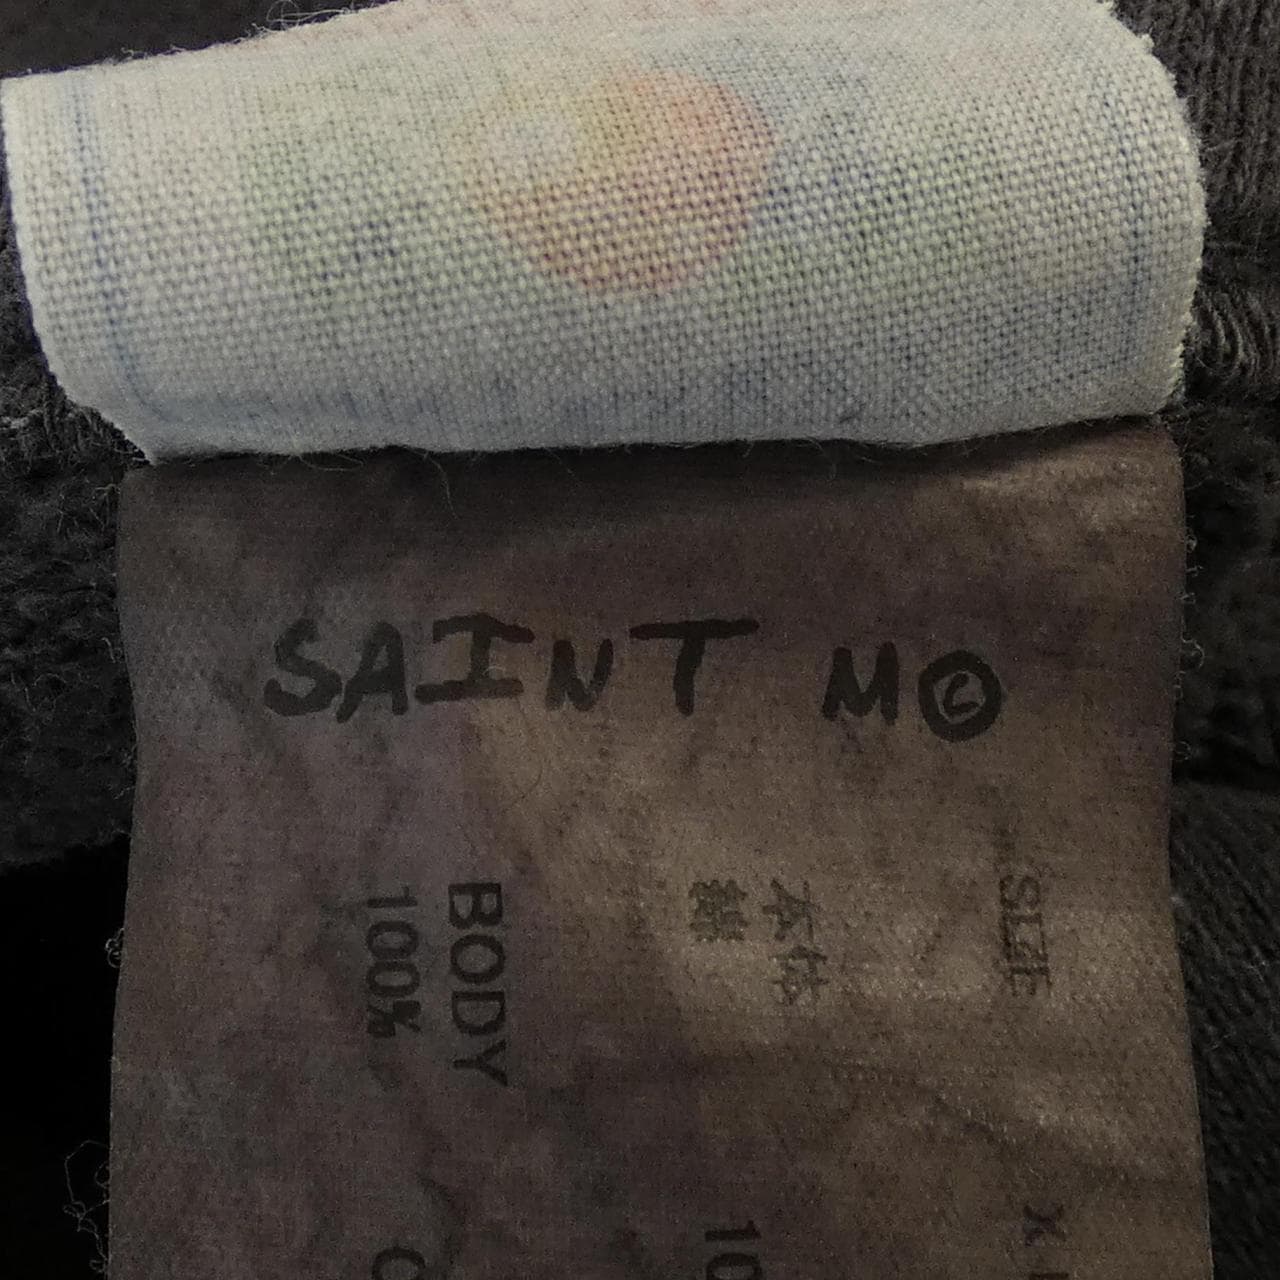 SAINT M©
SIZE
本体
綿
BODY
100%